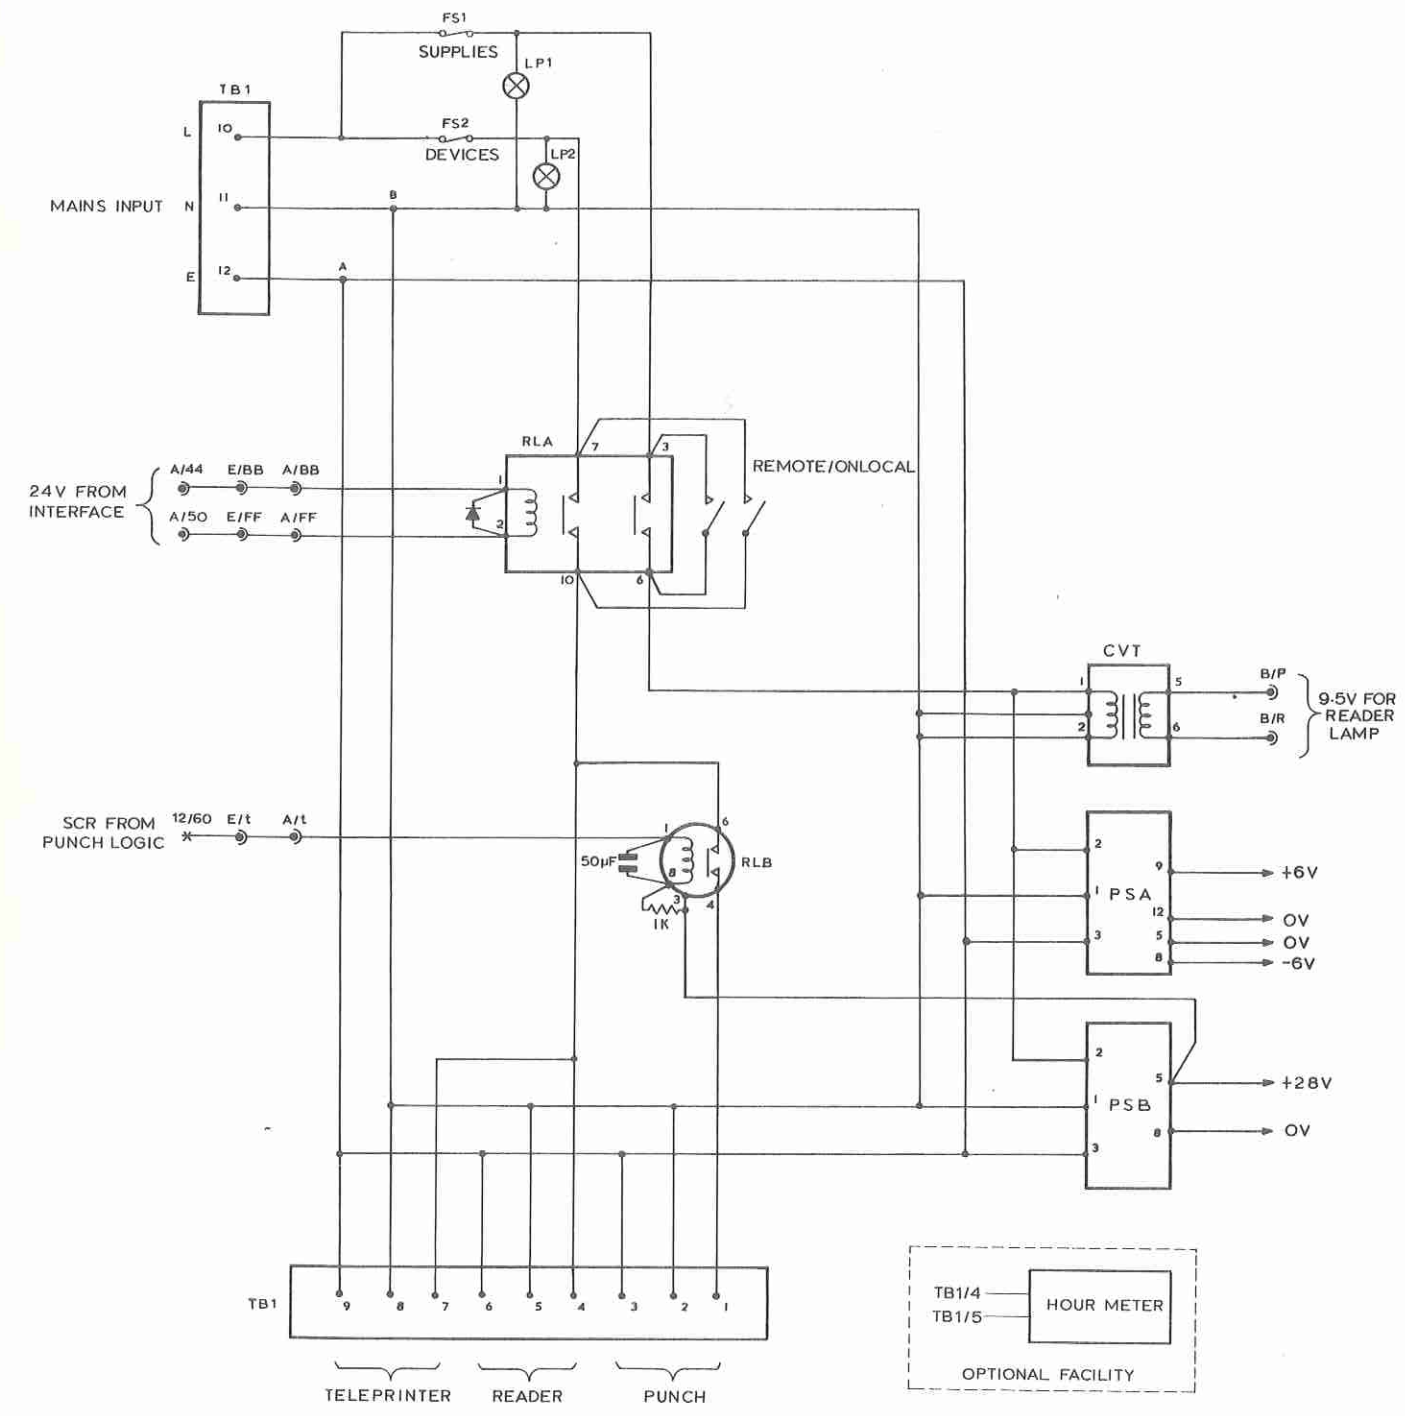 FS1
SUPPLIES
LP1
TB1
L
10
FS2
DEVICES
LP2
MAINS INPUT
N
11
B
E
12
A
RLA
7
3
REMOTE/ONLOCAL
24V FROM
INTERFACE
A/44
E/BB
A/BB
1
A/50
E/FF
A/FF
2
10
6
CVT
1
5
B/P
2
6
B/R
9·5V FOR
READER
LAMP
SCR FROM
PUNCH LOGIC
12/60
E/t
A/t
1
6
50µF
8
RLB
3
4
1K
2
9
+6V
1
PSA
12
0V
3
5
0V
8
-6V
2
5
+28V
1
PSB
8
0V
3
TB1
9
8
7
6
5
4
3
2
1
TELEPRINTER
READER
PUNCH
TB1/4
TB1/5
HOUR METER
OPTIONAL FACILITY